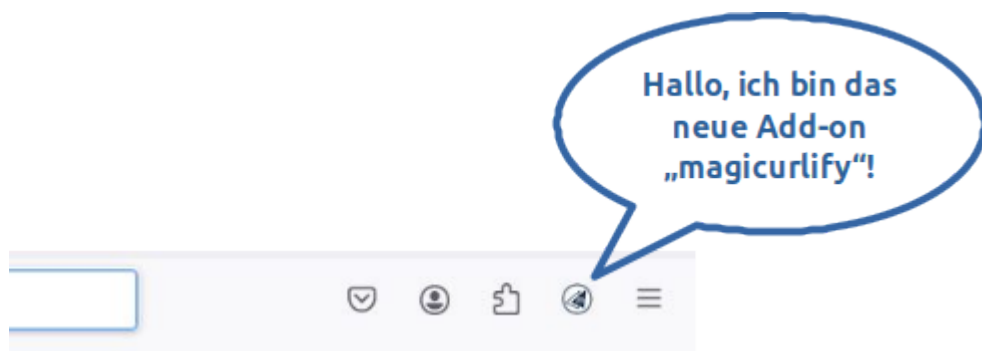 Hallo, ich bin das
neue Add-on
„magicurlify“!